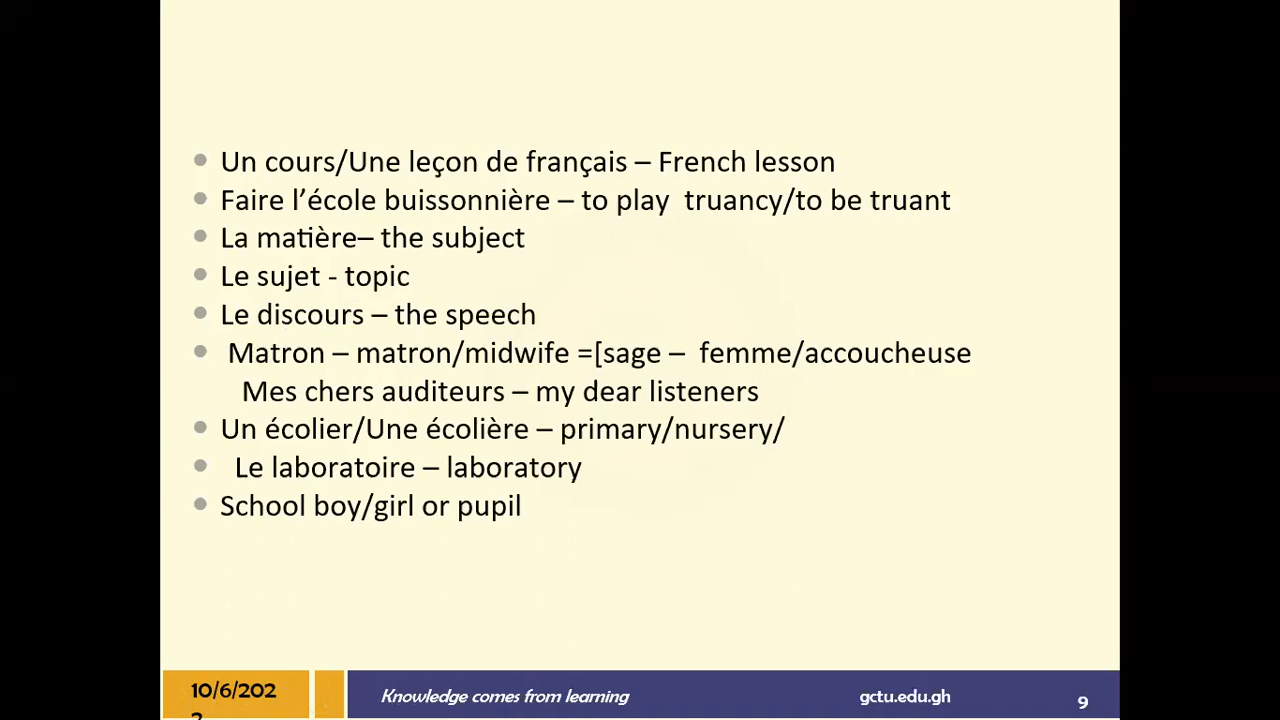 Un cours/Une leçon de français – French lesson
Faire l’école buissonnière – to play truancy/to be truant
La matière– the subject
Le sujet - topic
Le discours – the speech
Matron – matron/midwife =[sage – femme/accoucheuse
Mes chers auditeurs – my dear listeners
Un écolier/Une écolière – primary/nursery/
Le laboratoire – laboratory
School boy/girl or pupil
10/6/202
Knowledge comes from learning
gctu.edu.gh
9